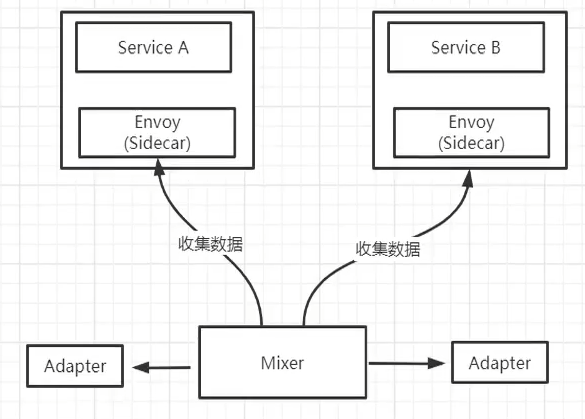 Service A
Service B
Envoy
(Sidecar)
Envoy
(Sidecar)
收集数据
收集数据
Mixer
Adapter
Adapter